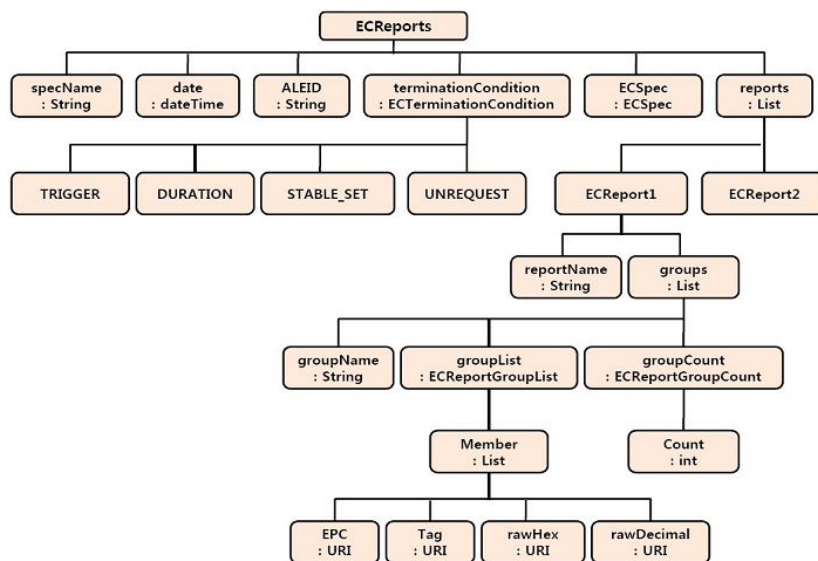 ECReports
specName
: String
date
: dateTime
ALEID
: String
terminationCondition
: ECTerminationCondition
ECSpec
: ECSpec
reports
: List
TRIGGER
DURATION
STABLE_SET
UNREQUEST
ECReport1
ECReport2
reportName
: String
groups
: List
groupName
: String
groupList
: ECReportGroupList
groupCount
: ECReportGroupCount
Member
: List
Count
: int
EPC
: URI
Tag
: URI
rawHex
: URI
rawDecimal
: URI